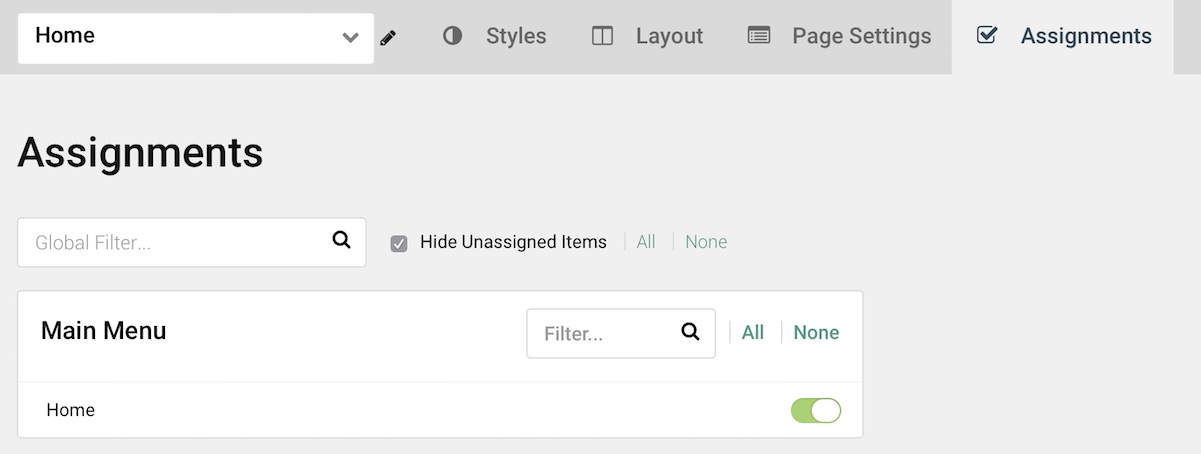 Home Styles Layout Page Settings Assignments
Assignments
Global Filter... Hide Unassigned Items All None
Main Menu Filter... All None
Home